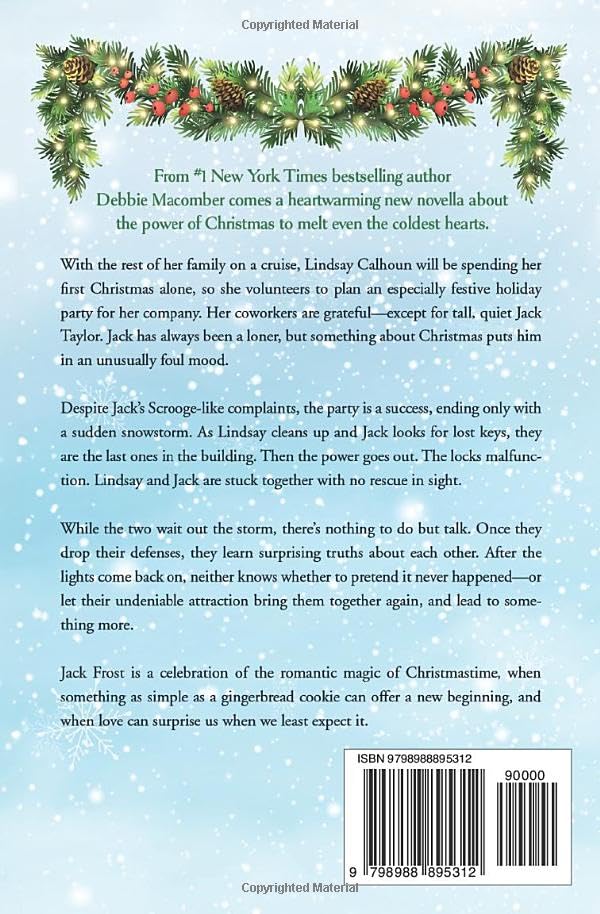 Copyrighted Material
From #1 New York Times bestselling author
Debbie Macomber comes a heartwarming new novella about
the power of Christmas to melt even the coldest hearts.
With the rest of her family on a cruise, Lindsay Calhoun will be spending her
first Christmas alone, so she volunteers to plan an especially festive holiday
party for her company. Her coworkers are grateful—except for tall, quiet Jack
Taylor. Jack has always been a loner, but something about Christmas puts him
in an unusually foul mood.
Despite Jack’s Scrooge-like complaints, the party is a success, ending only with
a sudden snowstorm. As Lindsay cleans up and Jack looks for lost keys, they
are the last ones in the building. Then the power goes out. The locks malfunc-
tion. Lindsay and Jack are stuck together with no rescue in sight.
While the two wait out the storm, there’s nothing to do but talk. Once they
drop their defenses, they learn surprising truths about each other. After the
lights come back on, neither knows whether to pretend it never happened—or
let their undeniable attraction bring them together again, and lead to some-
thing more.
Jack Frost is a celebration of the romantic magic of Christmastime, when
something as simple as a gingerbread cookie can offer a new beginning, and
when love can surprise us when we least expect it.
ISBN 9798988895312
90000
9 798988 895312
Copyrighted Material